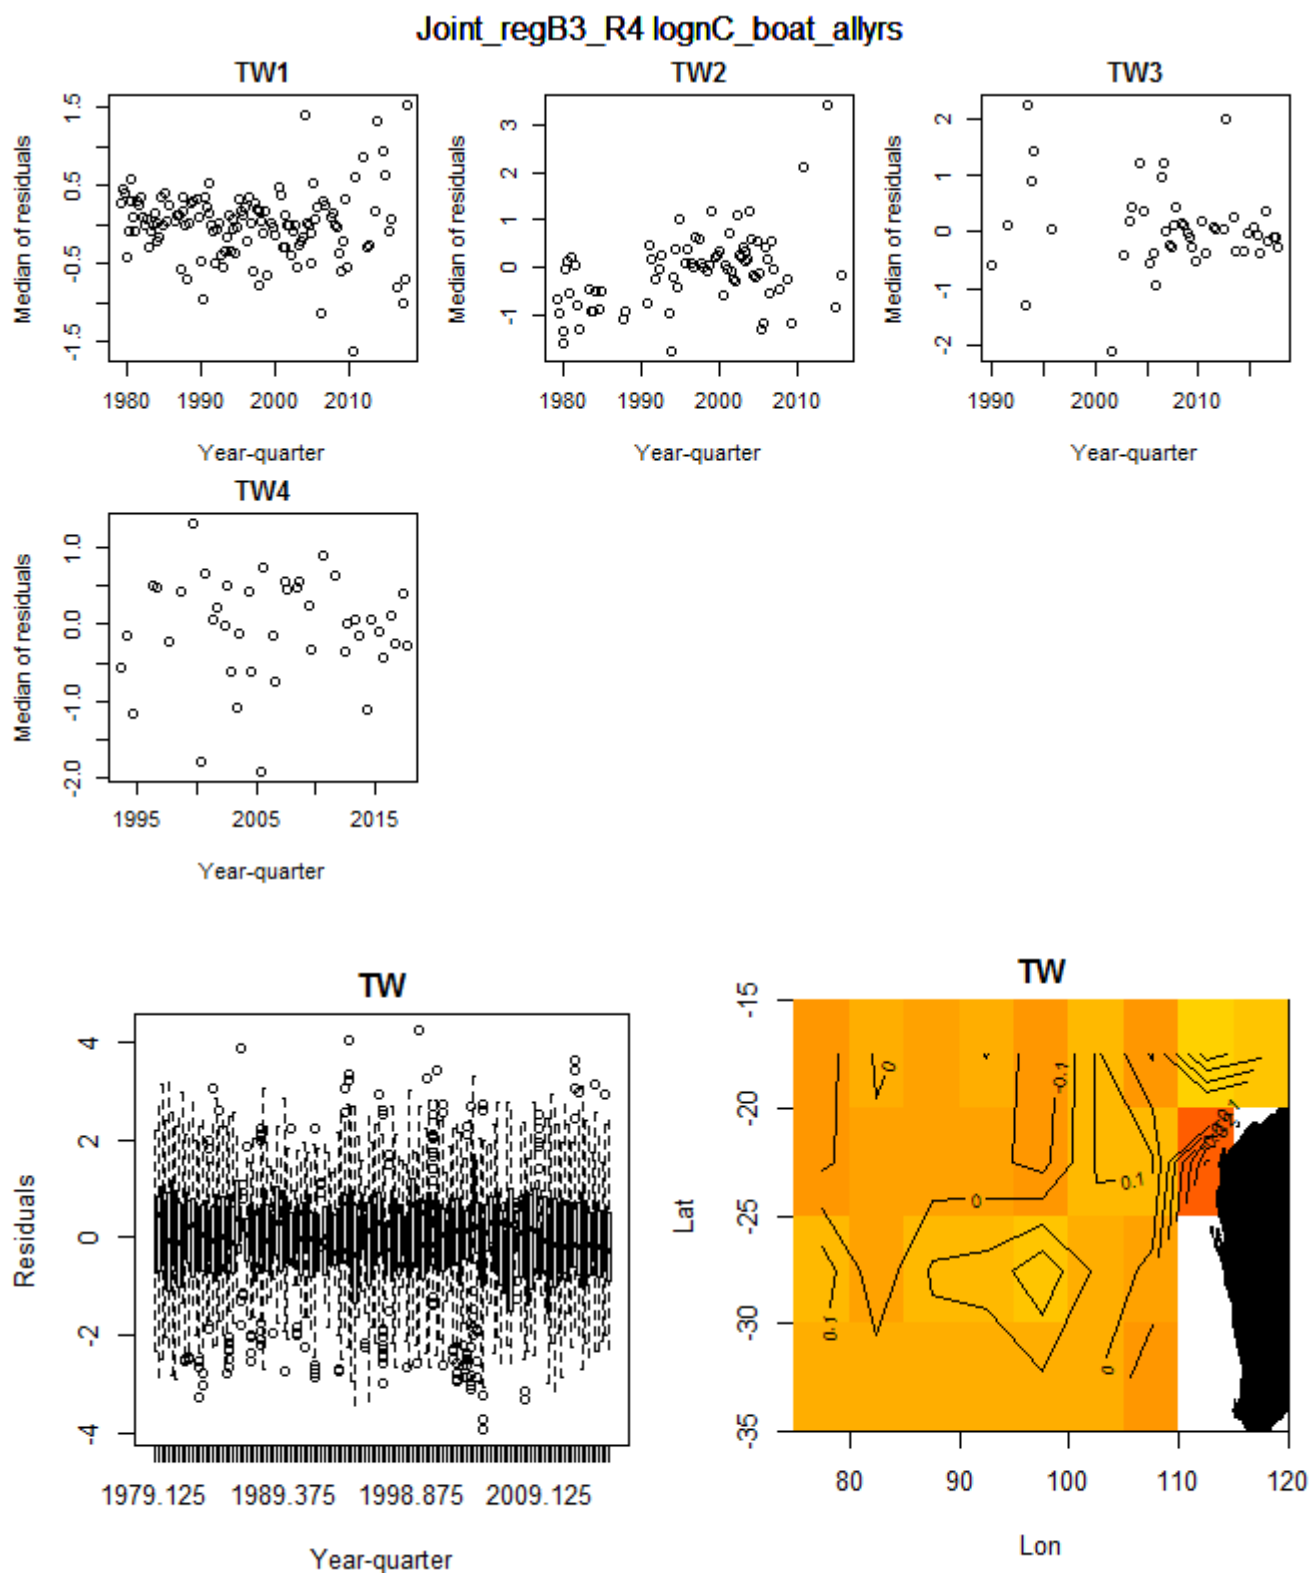 Joint_regB3_R4 lognC_boat_allyrs
TW1
TW2
TW3
Median of residuals
1.5
0.5
-0.5
-1.5
1980 1990 2000 2010
Year-quarter
Median of residuals
3
2
1
0
-1
1980 1990 2000 2010
Year-quarter
Median of residuals
2
1
0
-1
-2
1990 2000 2010
Year-quarter
TW4
Median of residuals
1.0
0.0
-1.0
-2.0
1995 2005 2015
Year-quarter
TW
Residuals
4
2
0
-2
-4
1979.125 1989.375 1998.875 2009.125
Year-quarter
TW
Lat
-15
-20
-25
-30
-35
0
-0.1
0.1
0
0.1
0
80 90 100 110 120
Lon